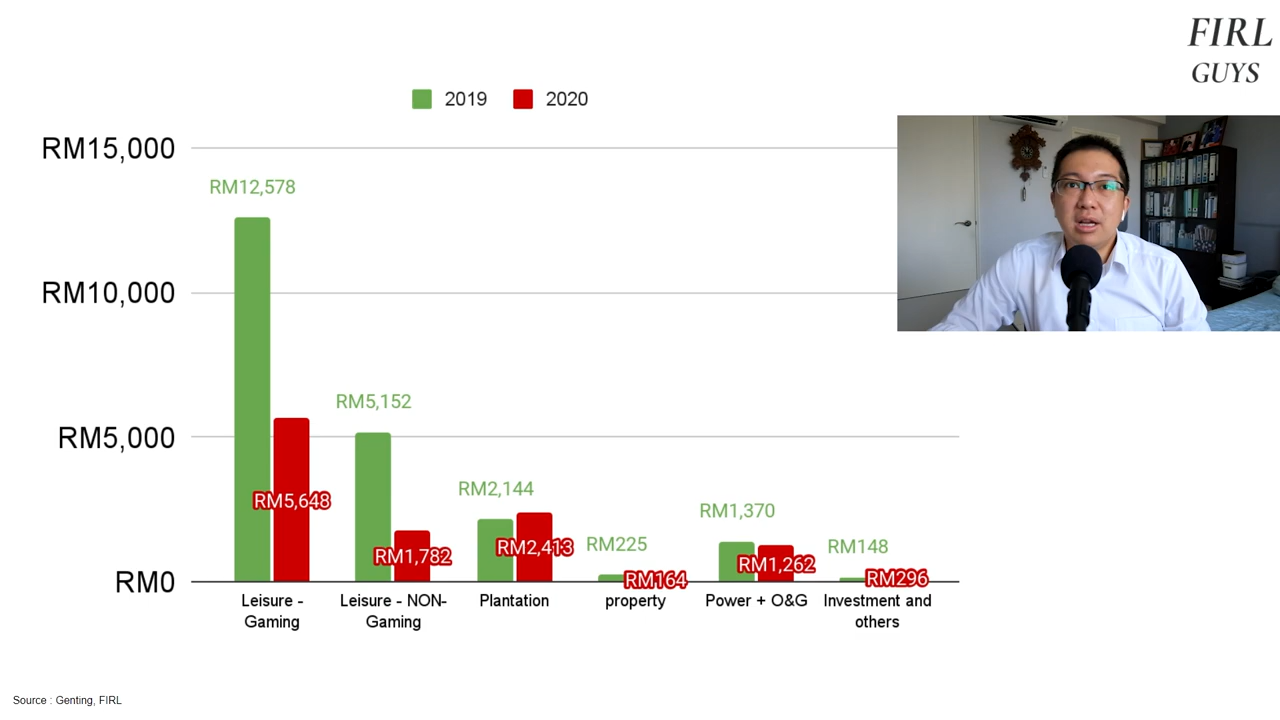 FIRL
GUYS
2019 2020
RM15,000
RM12,578
RM10,000
RM5,152
RM5,000
RM5,648
RM2,144
RM1,370
RM2,413
RM225
RM148
RM1,782
RM1,262
RM164
RM296
RM0
Leisure -
Gaming
Leisure - NON-
Gaming
Plantation
property
Power + O&G
Investment and
others
Source : Genting, FIRL